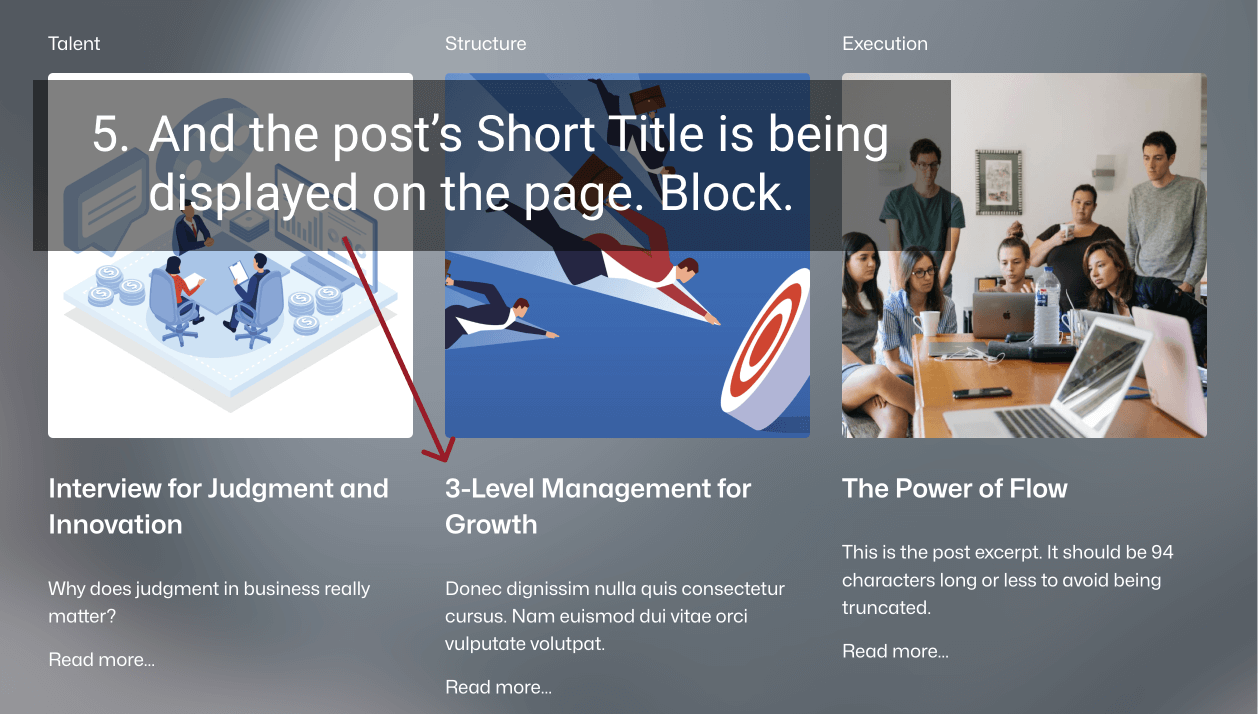 Talent
Structure
Execution
5. And the post’s Short Title is being
displayed on the page. Block.
Interview for Judgment and
Innovation
Why does judgment in business really
matter?
Read more...
3-Level Management for
Growth
Donec dignissim nulla quis consectetur
cursus. Nam euismod dui vitae orci
vulputate volutpat.
Read more...
The Power of Flow
This is the post excerpt. It should be 94
characters long or less to avoid being
truncated.
Read more...